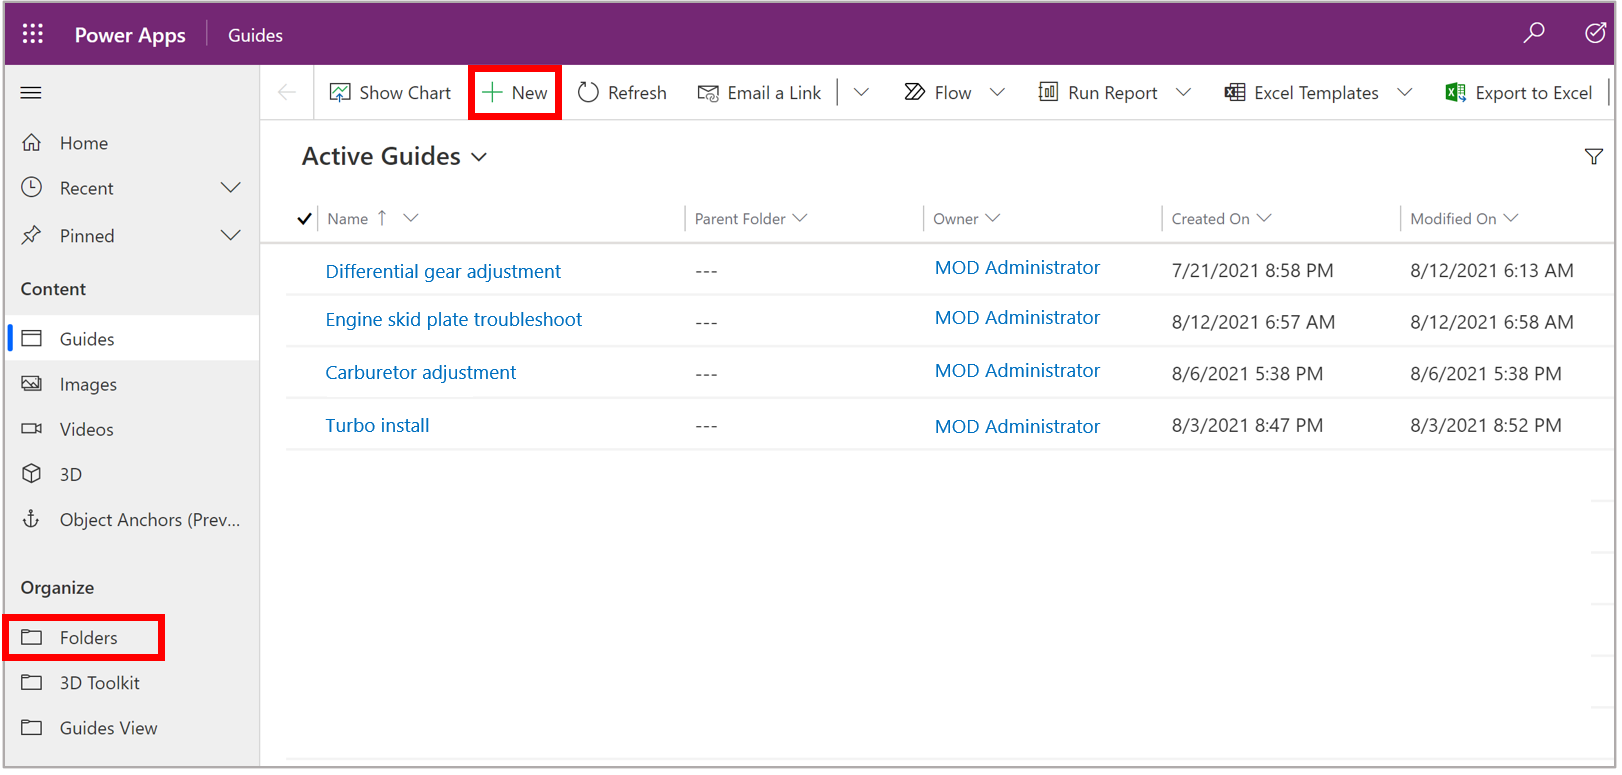 Power Apps Guides
Show Chart New Refresh Email a Link Flow Run Report Excel Templates Export to Excel
Home
Recent
Pinned
Content
Guides
Images
Videos
3D
Object Anchors (Prev...
Organize
Folders
3D Toolkit
Guides View
Active Guides
Name Parent Folder Owner Created On Modified On
Differential gear adjustment --- MOD Administrator 7/21/2021 8:58 PM 8/12/2021 6:13 AM
Engine skid plate troubleshoot --- MOD Administrator 8/12/2021 6:57 AM 8/12/2021 6:58 AM
Carburetor adjustment --- MOD Administrator 8/6/2021 5:38 PM 8/6/2021 5:38 PM
Turbo install --- MOD Administrator 8/3/2021 8:47 PM 8/3/2021 8:52 PM